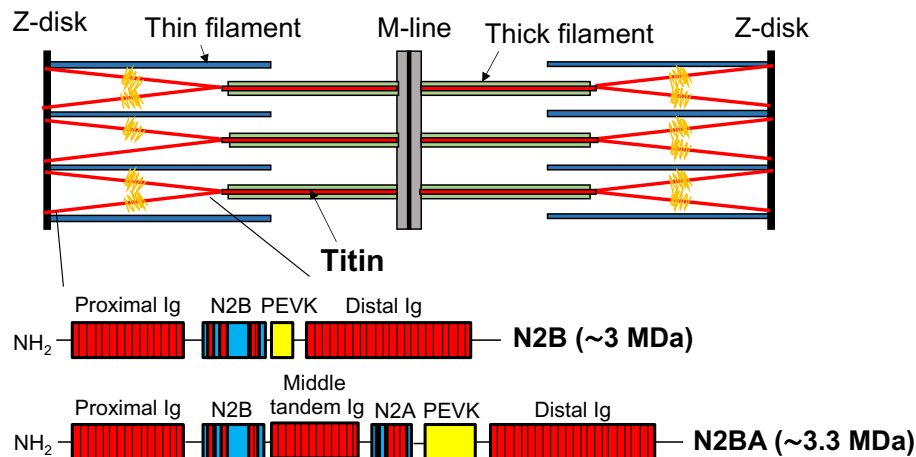 Z-disk Thin filament M-line Thick filament Z-disk
Titin
Proximal Ig N2B PEVK Distal Ig
NH2 N2B (~3 MDa)
Middle
Proximal Ig N2B tandem Ig N2A PEVK Distal Ig
NH2 N2BA (~3.3 MDa)